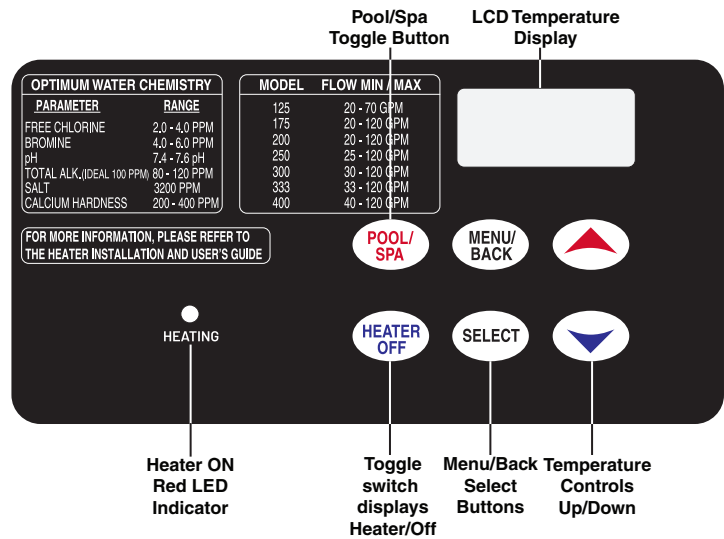 Pool/Spa
Toggle Button
LCD Temperature
Display
OPTIMUM WATER CHEMISTRY
PARAMETER RANGE
FREE CHLORINE 2.0 - 4.0 PPM
BROMINE 4.0 - 6.0 PPM
pH 7.4 - 7.6 pH
TOTAL ALK.(IDEAL 100 PPM) 80 - 120 PPM
SALT 3200 PPM
CALCIUM HARDNESS 200 - 400 PPM
MODEL FLOW MIN / MAX
125 20 - 70 GPM
175 20 - 120 GPM
200 20 - 120 GPM
250 25 - 120 GPM
300 30 - 120 GPM
333 33 - 120 GPM
400 40 - 120 GPM
FOR MORE INFORMATION, PLEASE REFER TO
THE HEATER INSTALLATION AND USER'S GUIDE
POOL/
SPA
MENU/
BACK
HEATING
HEATER
OFF
SELECT
Heater ON
Red LED
Indicator
Toggle
switch
displays
Heater/Off
Menu/Back
Select
Buttons
Temperature
Controls
Up/Down